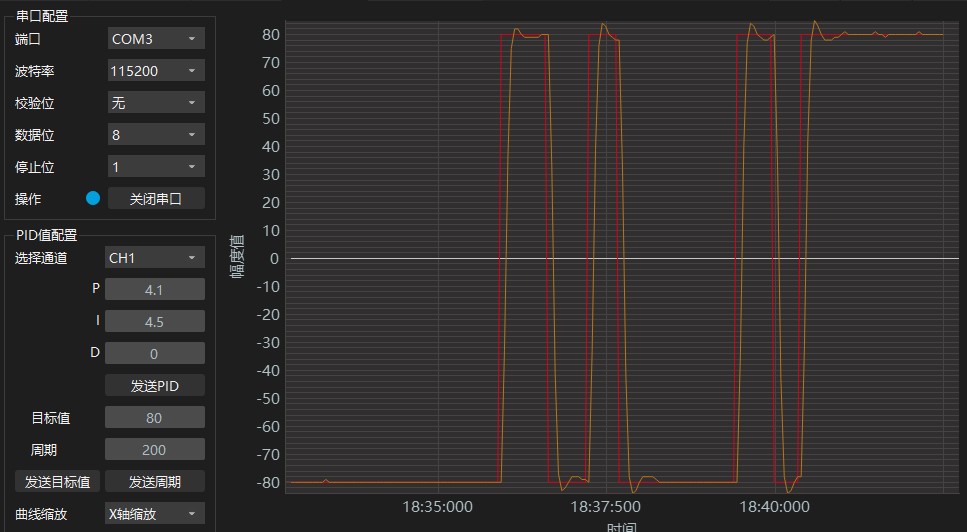 串口配置
端口 COM3
波特率 115200
校验位 无
数据位 8
停止位 1
操作 关闭串口
PID值配置
选择通道 CH1
P 4.1
I 4.5
D 0
发送PID
目标值 80
周期 200
发送目标值 发送周期
曲线缩放 X轴缩放
幅度值
80
70
60
50
40
30
20
10
0
-10
-20
-30
-40
-50
-60
-70
-80
18:35:000 18:37:500 18:40:000
时间